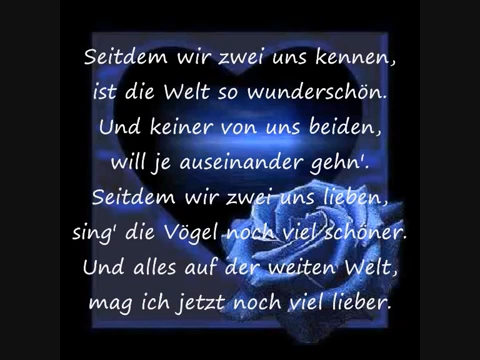 Seitdem wir zwei uns kennen,
ist die Welt so wunderschön.
Und keiner von uns beiden,
will je auseinander gehn'.
Seitdem wir zwei uns lieben,
sing' die Vögel noch viel schöner.
Und alles auf der weiten Welt,
mag ich jetzt noch viel lieber.